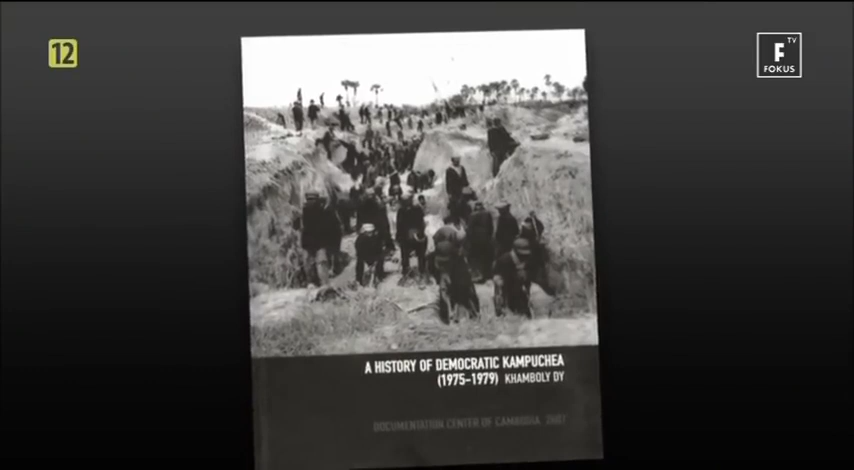 12
F TV
FOKUS
A HISTORY OF DEMOCRATIC KAMPUCHEA
(1975-1979) KHAMBOLY DY
DOCUMENTATION CENTER OF CAMBODIA 2007